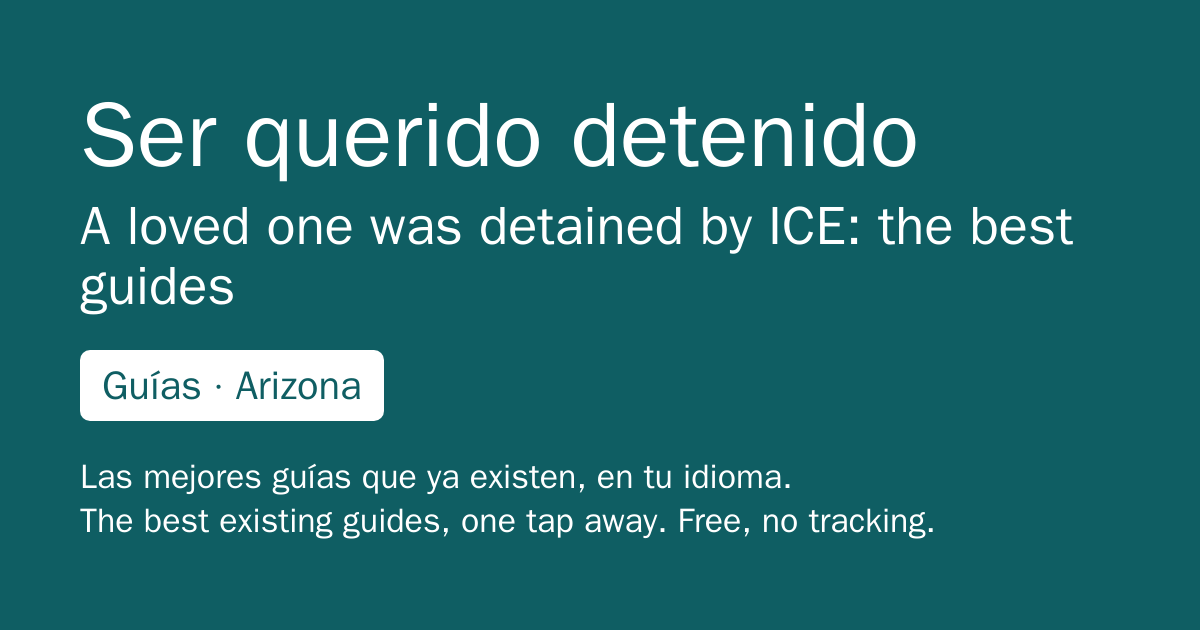 Ser querido detenido
A loved one was detained by ICE: the best
guides
Guías · Arizona
Las mejores guías que ya existen, en tu idioma.
The best existing guides, one tap away. Free, no tracking.